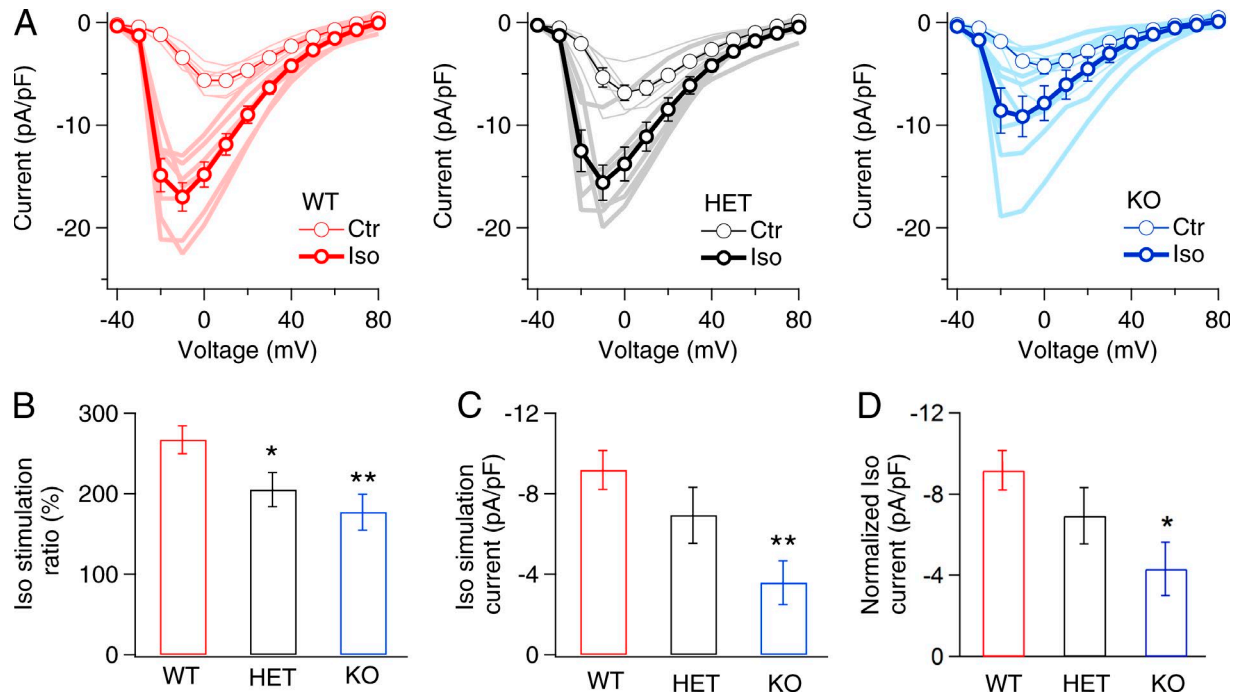 A
0
-10
-20
Current (pA/pF)
WT
Ctr
Iso
-40
0
40
80
Voltage (mV)
0
-10
-20
Current (pA/pF)
HET
Ctr
Iso
-40
0
40
80
Voltage (mV)
0
-10
-20
Current (pA/pF)
KO
Ctr
Iso
-40
0
40
80
Voltage (mV)
B
Iso stimulation
ratio (%)
300
200
100
0
*
**
WT
HET
KO
C
Iso simulation
current (pA/pF)
-12
-8
-4
0
**
WT
HET
KO
D
Normalized Iso
current (pA/pF)
-12
-8
-4
0
*
WT
HET
KO